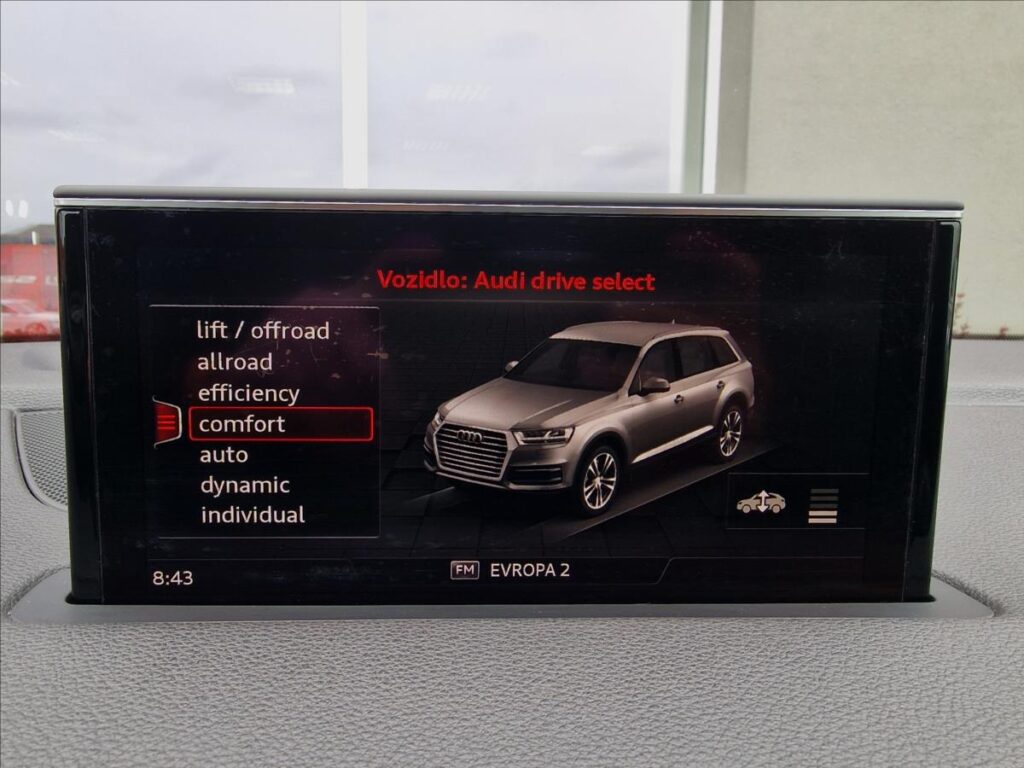 Vozidlo: Audi drive select
lift / offroad
allroad
efficiency
comfort
auto
dynamic
individual
8:43
FM EVROPA 2